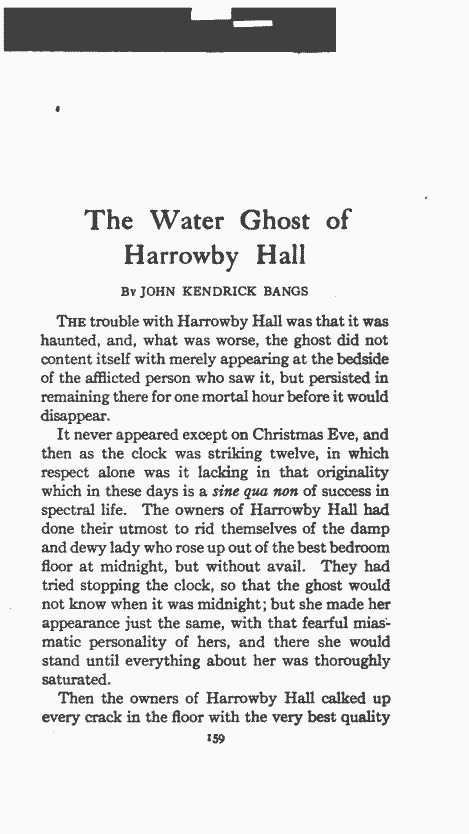 The Water Ghost of
Harrowby Hall
By JOHN KENDRICK BANGS
THE trouble with Harrowby Hall was that it was
haunted, and, what was worse, the ghost did not
content itself with merely appearing at the bedside
of the afflicted person who saw it, but persisted in
remaining there for one mortal hour before it would
disappear.
It never appeared except on Christmas Eve, and
then as the clock was striking twelve, in which
respect alone was it lacking in that originality
which in these days is a sine qua non of success in
spectral life. The owners of Harrowby Hall had
done their utmost to rid themselves of the damp
and dewy lady who rose up out of the best bedroom
floor at midnight, but without avail. They had
tried stopping the clock, so that the ghost would
not know when it was midnight; but she made her
appearance just the same, with that fearful mias-
matic personality of hers, and there she would
stand until everything about her was thoroughly
saturated.
Then the owners of Harrowby Hall calked up
every crack in the floor with the very best quality
159